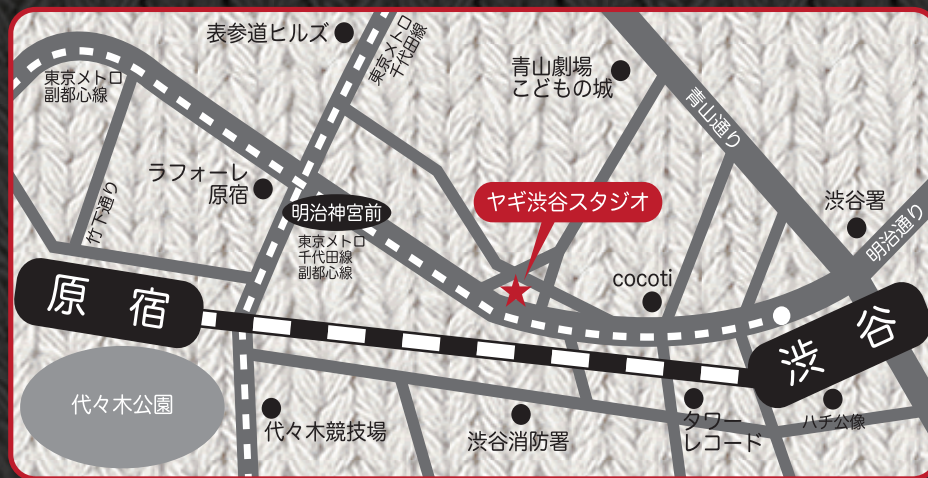 表参道ヒルズ
東京メトロ
千代田線
東京メトロ
副都心線
青山劇場
こどもの城
青山通り
ラフォーレ
原宿
竹下通り
明治神宮前
東京メトロ
千代田線
副都心線
ヤギ渋谷スタジオ
渋谷署
明治通り
cocoti
原宿
渋谷
代々木公園
代々木競技場
渋谷消防署
タワー
レコード
ハチ公像